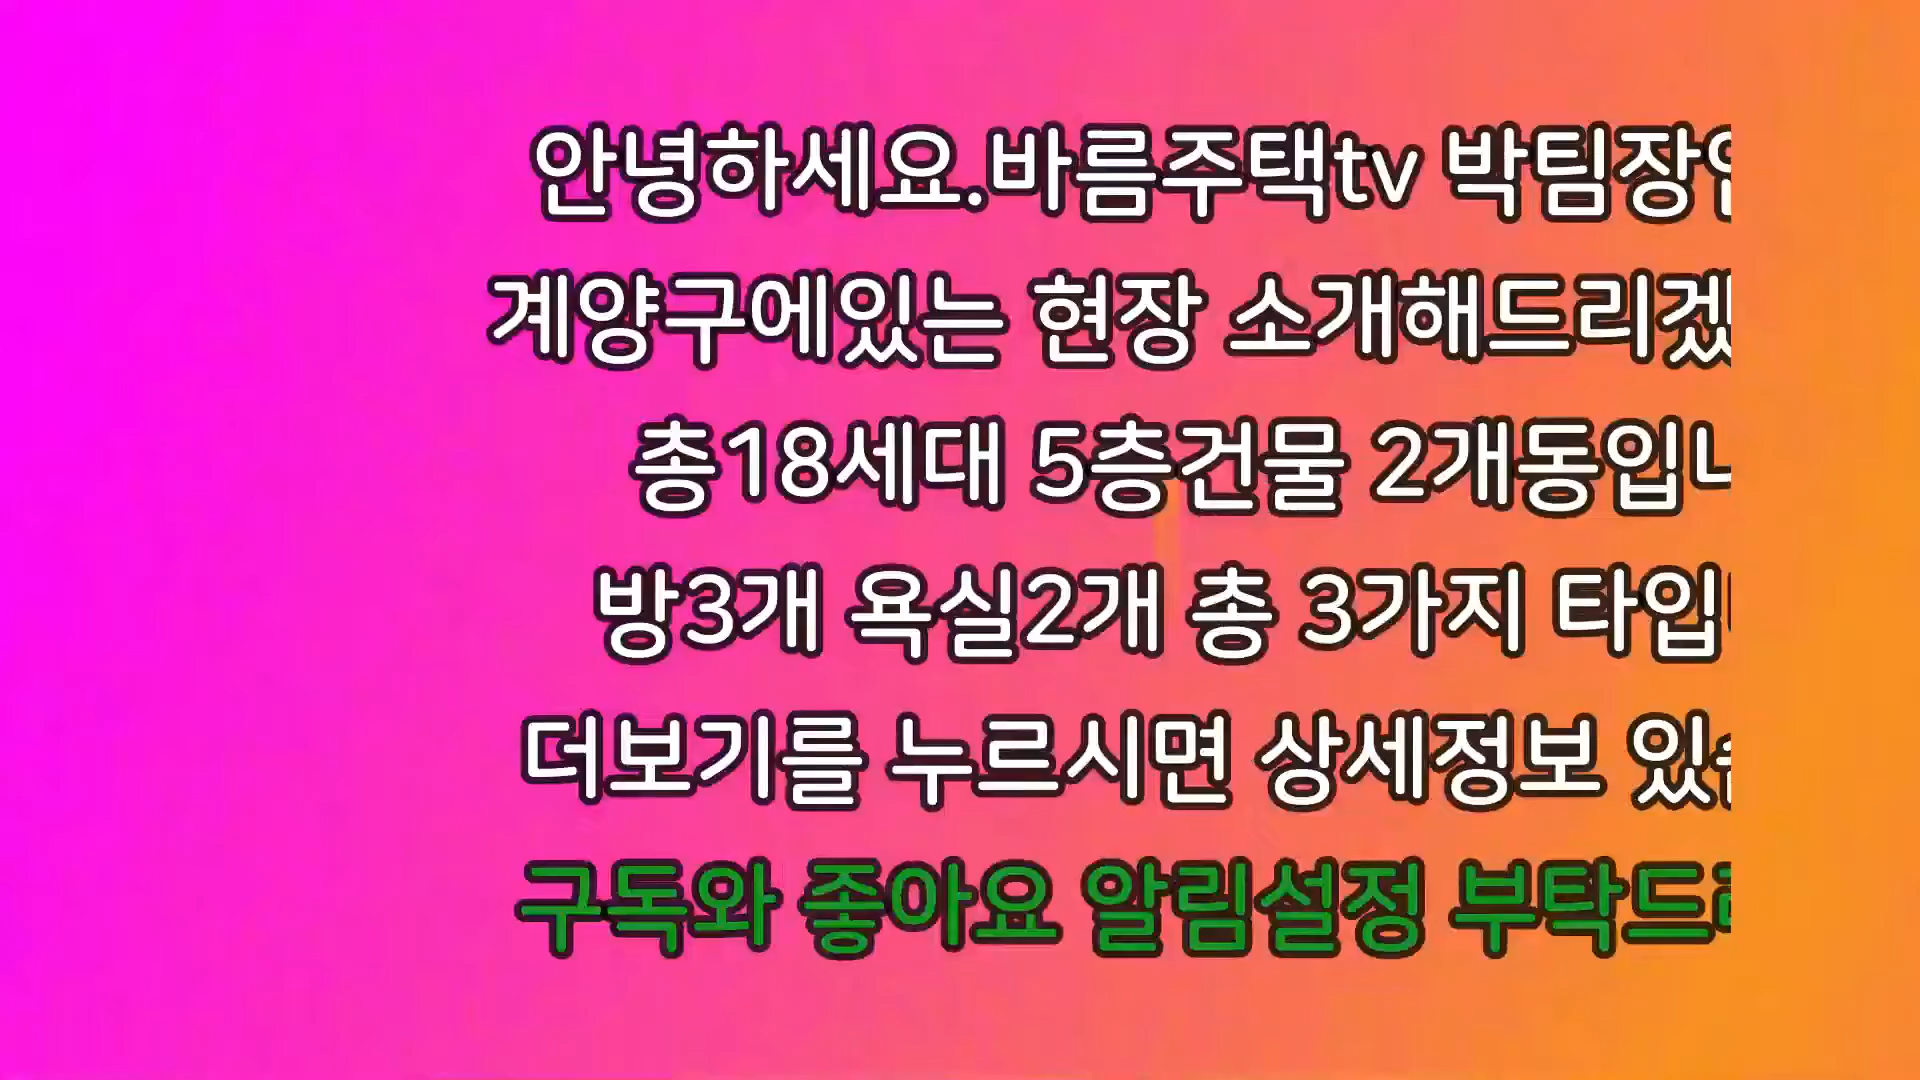 안녕하세요.바름주택tv 박팀장
계양구에있는 현장 소개해드리겠
총18세대 5층건물 2개동입니
방3개 욕실2개 총 3가지 타입
더보기를 누르시면 상세정보 있
구독와 좋아요 알림설정 부탁드